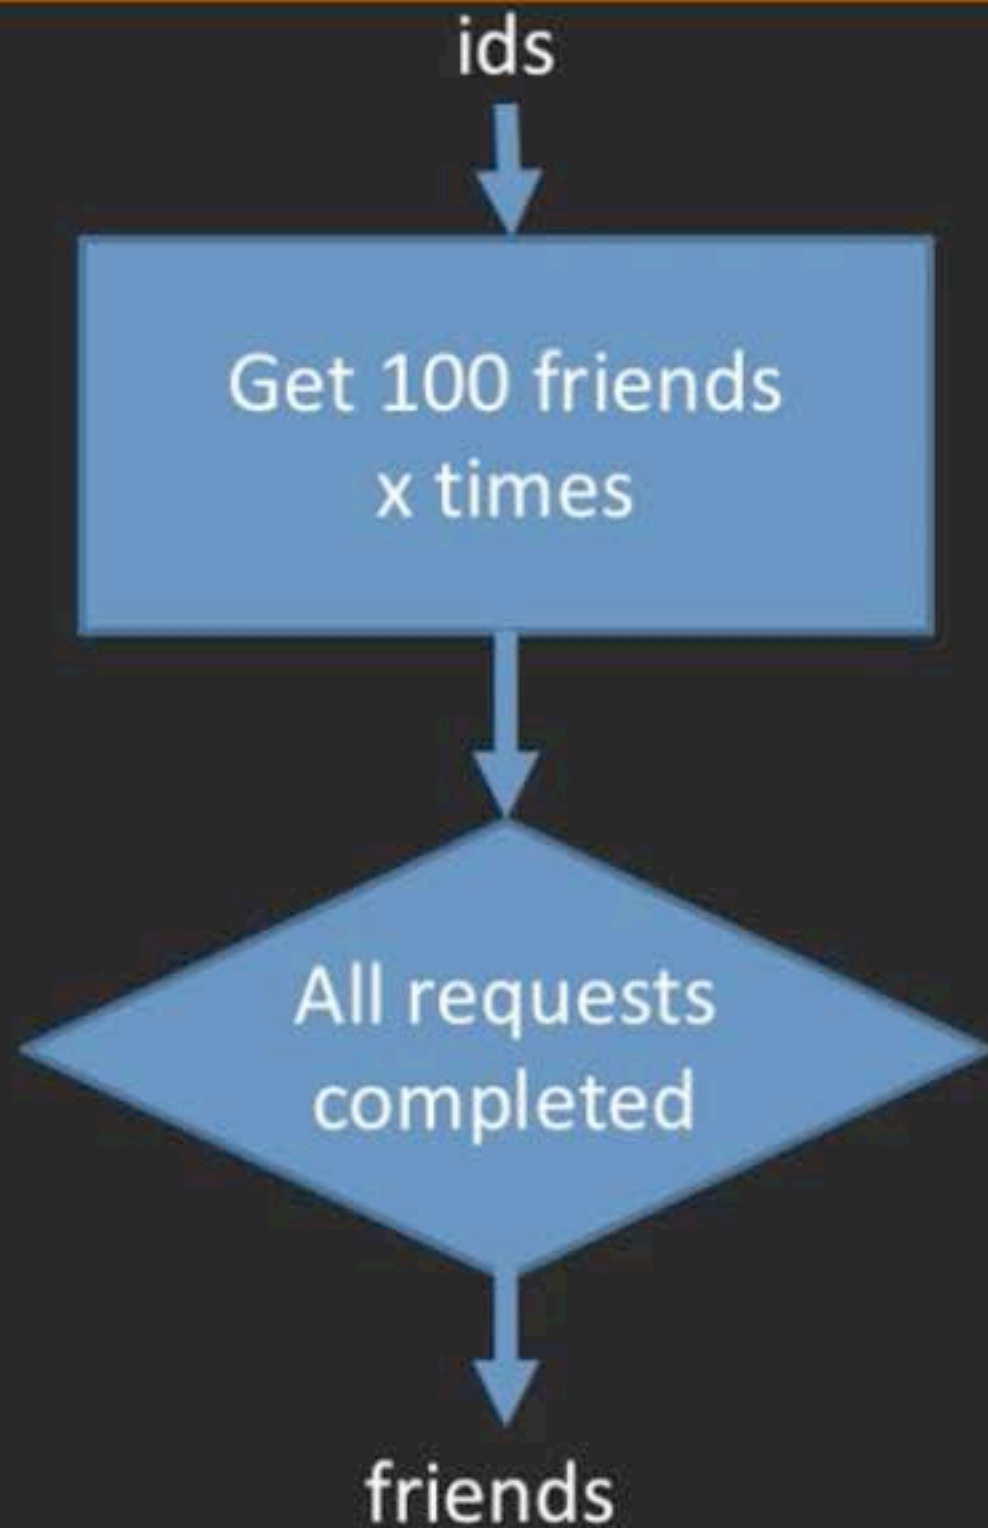 ids
Get 100 friends
x times
All requests
completed
friends